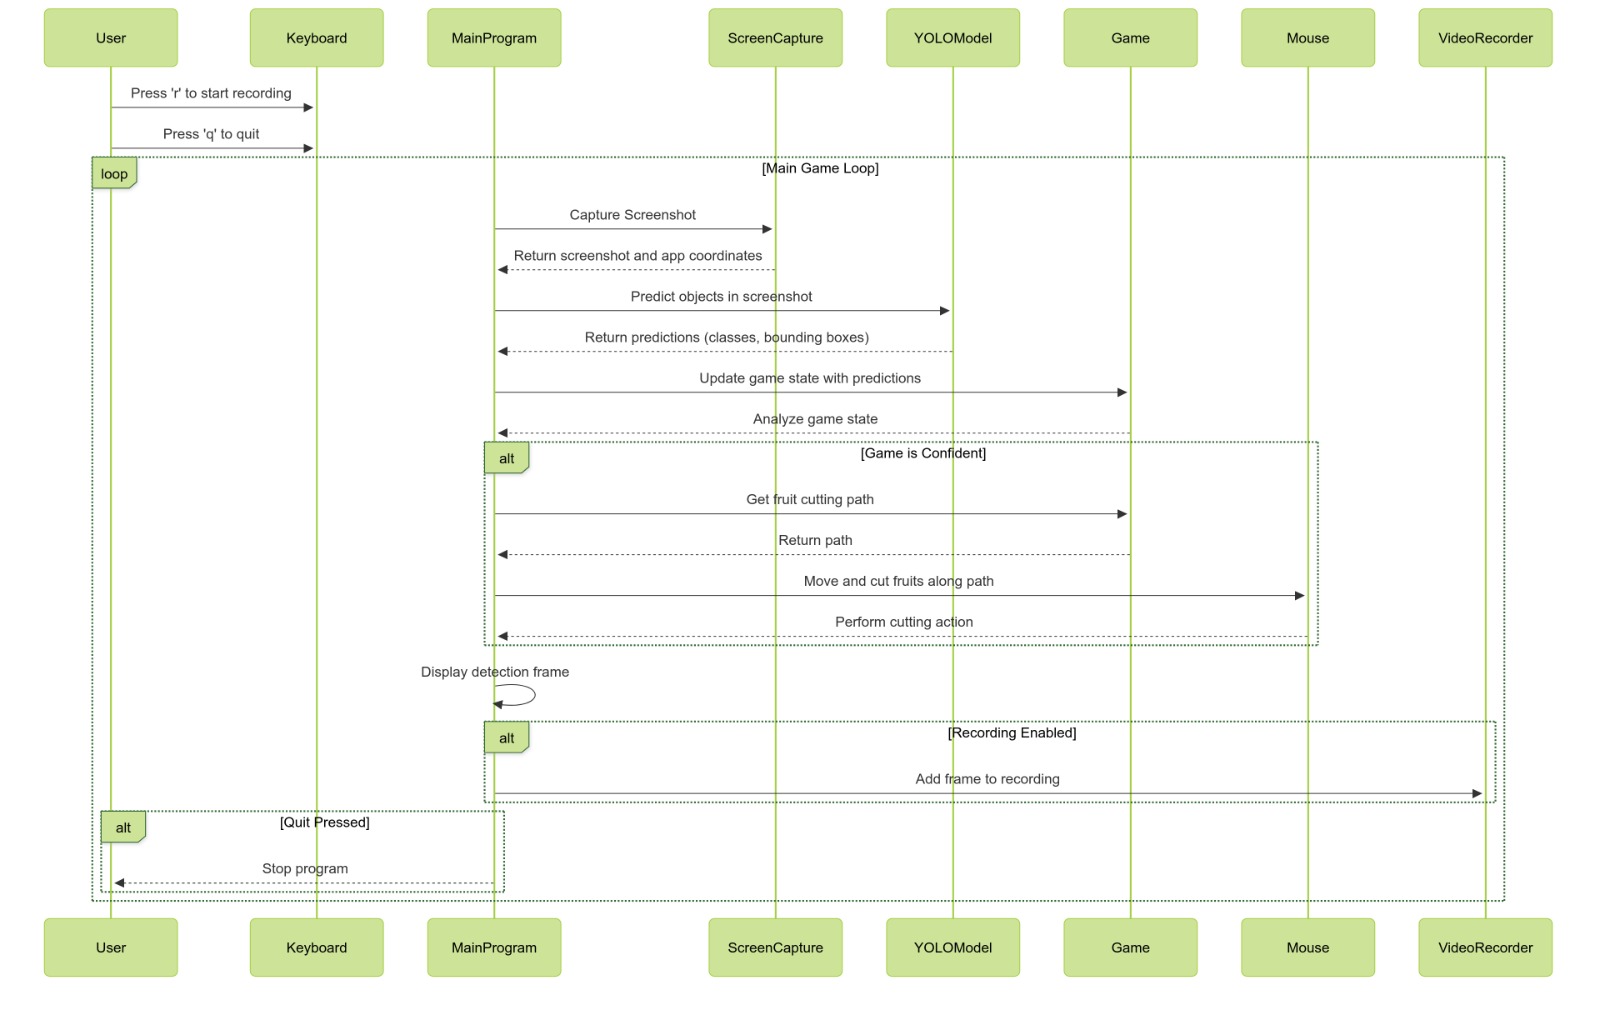 User
Keyboard
MainProgram
ScreenCapture
YOLOModel
Game
Mouse
VideoRecorder
Press 'r' to start recording
Press 'q' to quit
loop
[Main Game Loop]
Capture Screenshot
Return screenshot and app coordinates
Predict objects in screenshot
Return predictions (classes, bounding boxes)
Update game state with predictions
Analyze game state
alt
[Game is Confident]
Get fruit cutting path
Return path
Move and cut fruits along path
Perform cutting action
Display detection frame
alt
[Recording Enabled]
Add frame to recording
alt
[Quit Pressed]
Stop program
User
Keyboard
MainProgram
ScreenCapture
YOLOModel
Game
Mouse
VideoRecorder